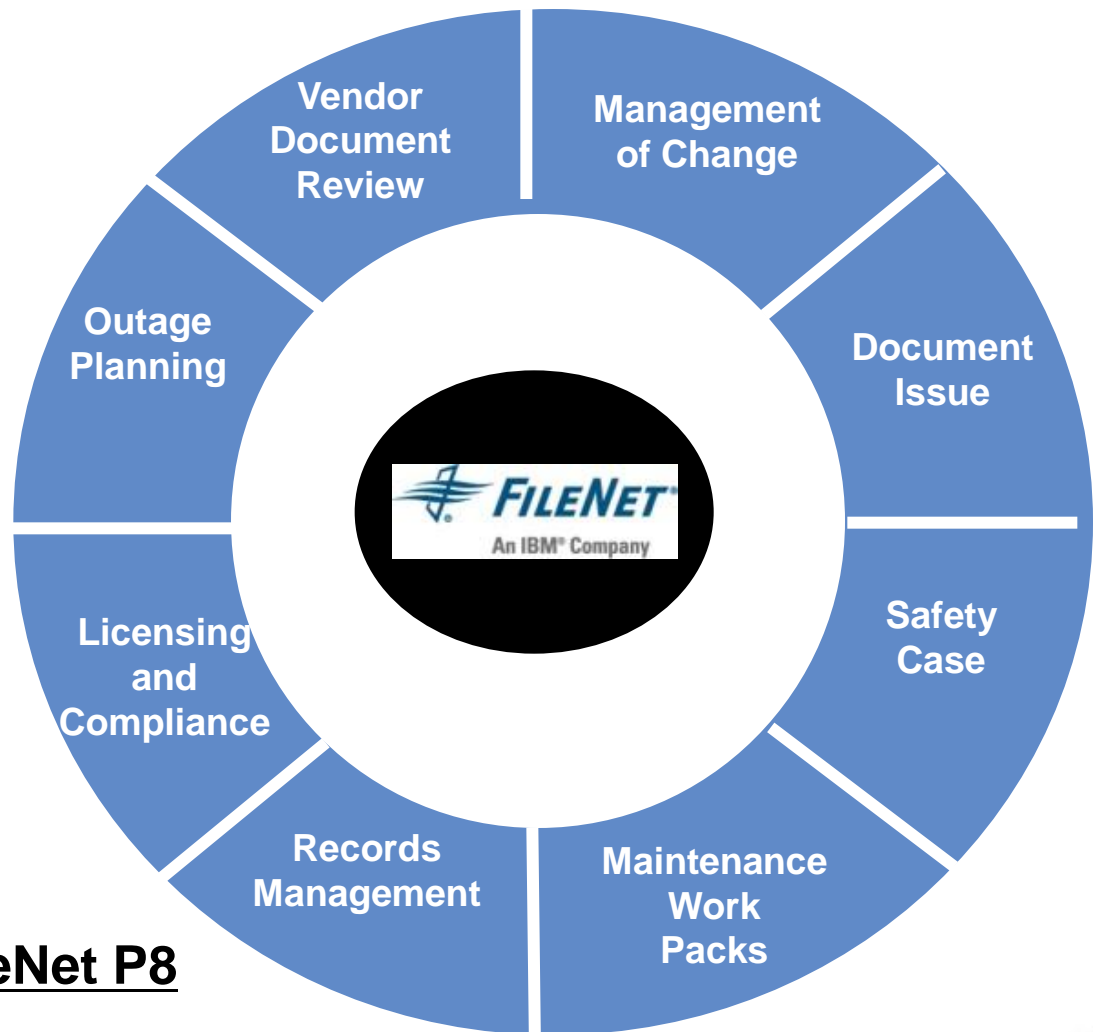 Vendor
Document
Review
Management
of Change
Outage
Planning
Document
Issue
FILENET®
An IBM® Company
Licensing
and
Compliance
Safety
Case
Records
Management
Maintenance
Work
Packs
eNet P8